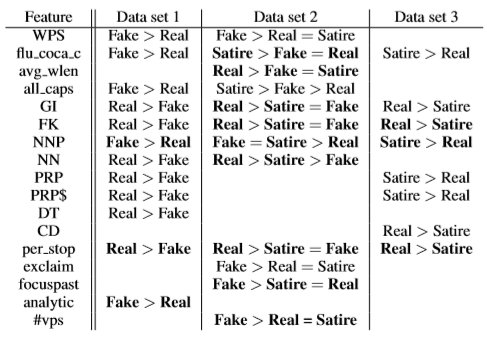 Feature Data set 1 Data set 2 Data set 3
WPS Fake > Real Fake > Real = Satire
flu_coca_c Fake > Real Satire > Fake = Real Satire > Real
avg_wlen Real > Fake = Satire
all_caps Fake > Real Satire > Fake > Real
GI Real > Fake Real > Satire = Fake Real > Satire
FK Real > Fake Real > Satire = Fake Real > Satire
NNP Fake > Real Fake = Satire > Real Satire > Real
NN Real > Fake Real > Satire > Fake
PRP Real > Fake Satire > Real
PRP$ Real > Fake Satire > Real
DT Real > Fake
CD Real > Satire
per_stop Real > Fake Real > Satire = Fake Real > Satire
exclaim Fake > Real = Satire
focuspast Fake > Satire = Real
analytic Fake > Real
#vps Fake > Real = Satire